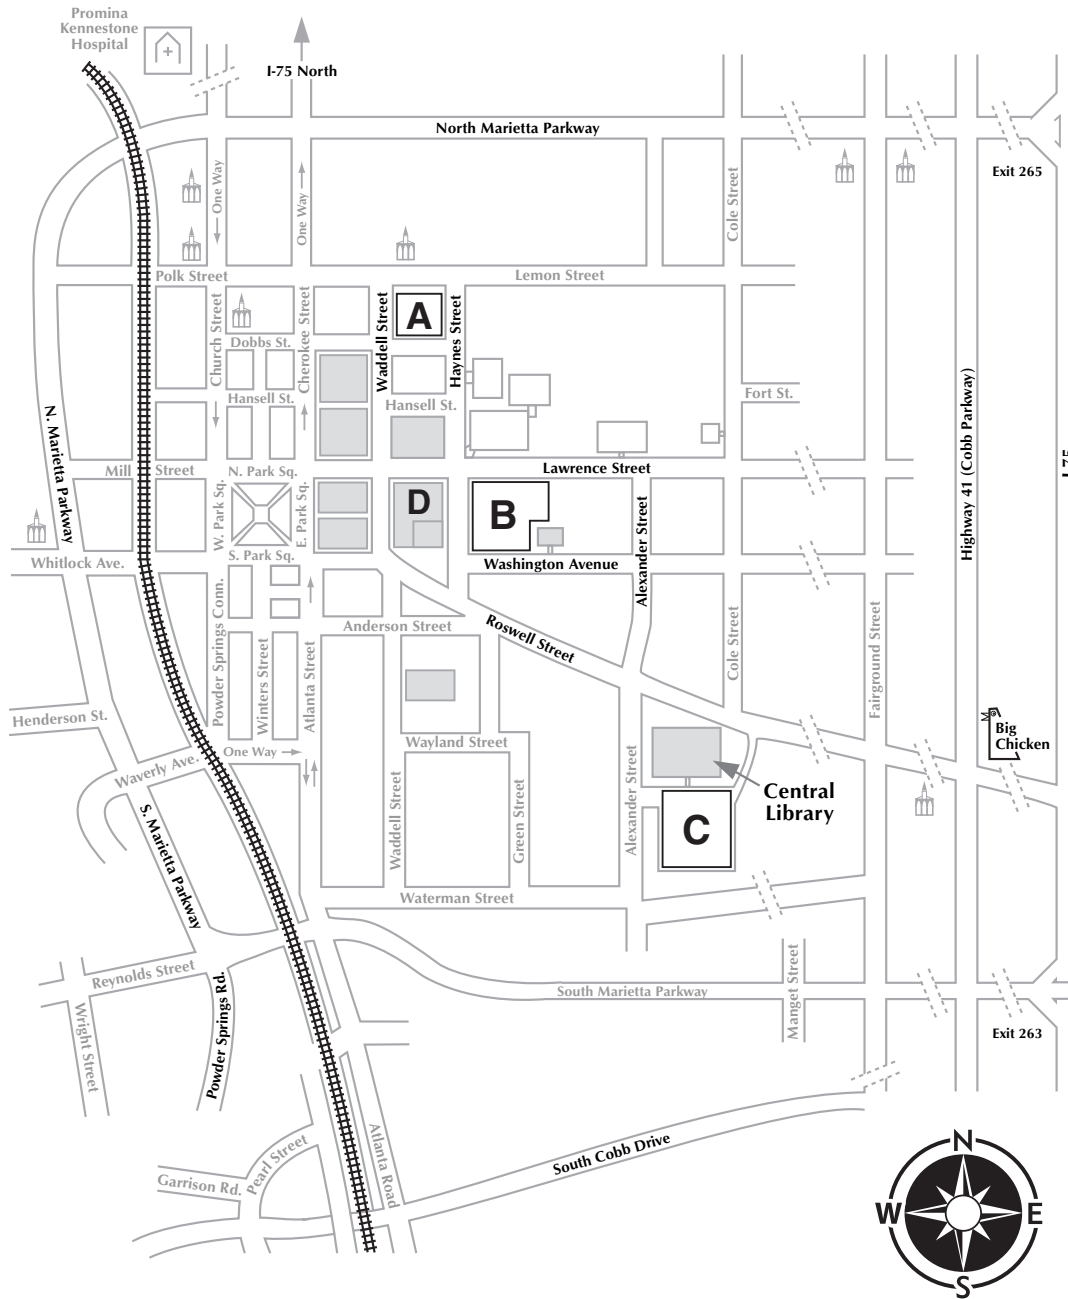 Promina
Kennestone
Hospital
I-75 North
North Marietta Parkway
Exit 265
One Way
One Way
Cole Street
Polk Street
Lemon Street
Church Street
Cherokee Street
Waddell Street
A
Haynes Street
Dobbs St.
Hansell St.
Hansell St.
Fort St.
N. Marietta Parkway
Mill Street
N. Park Sq.
Lawrence Street
Highway 41 (Cobb Parkway)
I-75
W. Park Sq.
E. Park Sq.
D
B
Alexander Street
S. Park Sq.
Whitlock Ave.
Washington Avenue
Powder Springs Conn.
Winters Street
Atlanta Street
Anderson Street
Roswell Street
Cole Street
Fairground Street
Henderson St.
Wayland Street
One Way
Waverly Ave.
M
Big
Chicken
Waddell Street
Green Street
Alexander Street
Central
Library
C
S. Marietta Parkway
Waterman Street
Reynolds Street
Powder Springs Rd.
Wright Street
South Marietta Parkway
Manget Street
Exit 263
Pearl Street
Garrison Rd.
Atlanta Road
South Cobb Drive
N
W
E
S